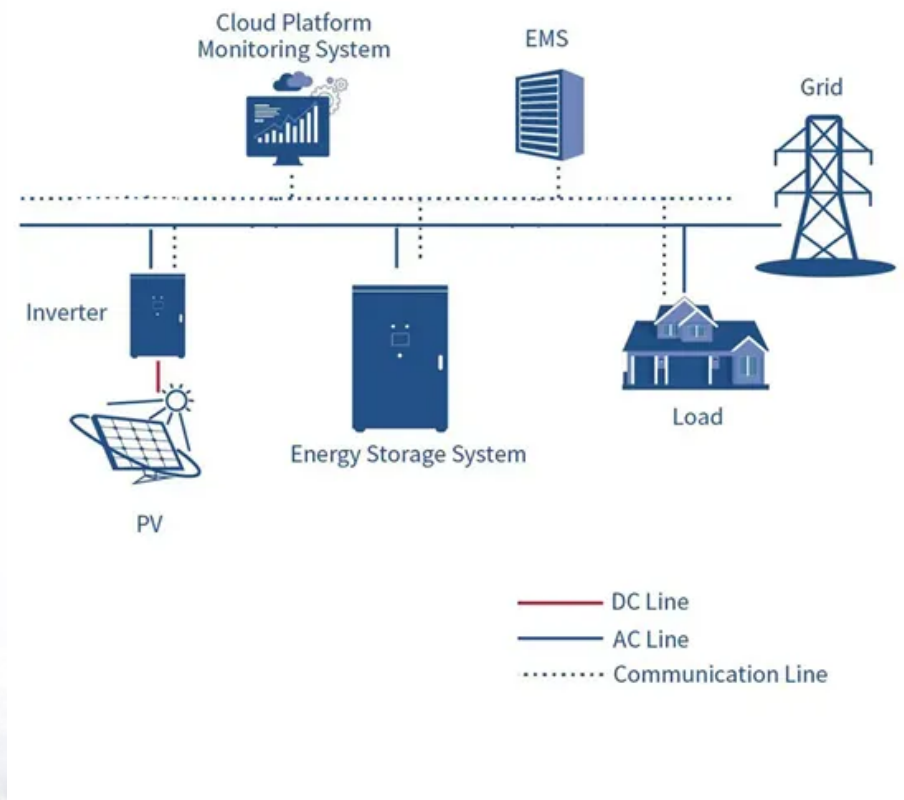 Cloud Platform
Monitoring System
EMS
Grid
Inverter
Load
Energy Storage System
PV
DC Line
AC Line
Communication Line